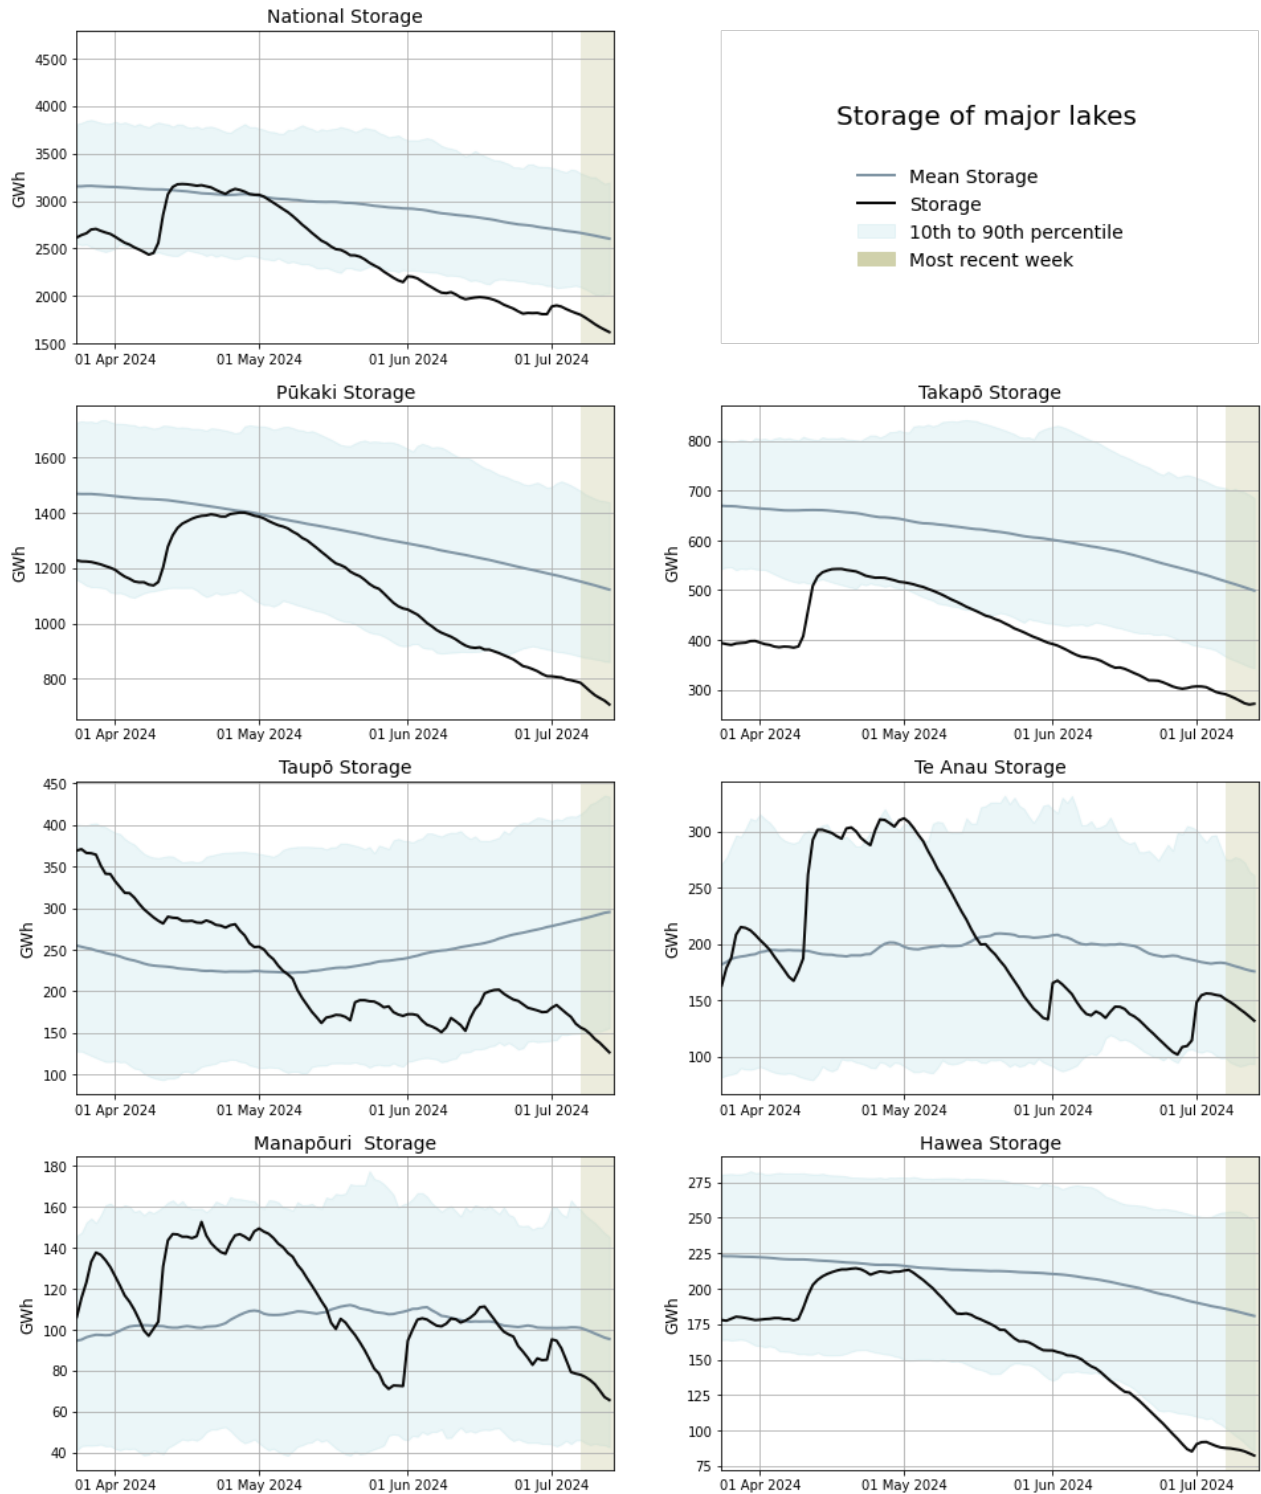 National Storage
GWh
4500
4000
3500
3000
2500
2000
1500
01 Apr 2024 01 May 2024 01 Jun 2024 01 Jul 2024
Storage of major lakes
Mean Storage
Storage
10th to 90th percentile
Most recent week
Pūkaki Storage
GWh
1600
1400
1200
1000
800
01 Apr 2024 01 May 2024 01 Jun 2024 01 Jul 2024
Takapō Storage
GWh
800
700
600
500
400
300
01 Apr 2024 01 May 2024 01 Jun 2024 01 Jul 2024
Taupō Storage
GWh
450
400
350
300
250
200
150
100
01 Apr 2024 01 May 2024 01 Jun 2024 01 Jul 2024
Te Anau Storage
GWh
300
250
200
150
100
01 Apr 2024 01 May 2024 01 Jun 2024 01 Jul 2024
Manapōuri  Storage
GWh
180
160
140
120
100
80
60
40
01 Apr 2024 01 May 2024 01 Jun 2024 01 Jul 2024
Hawea Storage
GWh
275
250
225
200
175
150
125
100
75
01 Apr 2024 01 May 2024 01 Jun 2024 01 Jul 2024